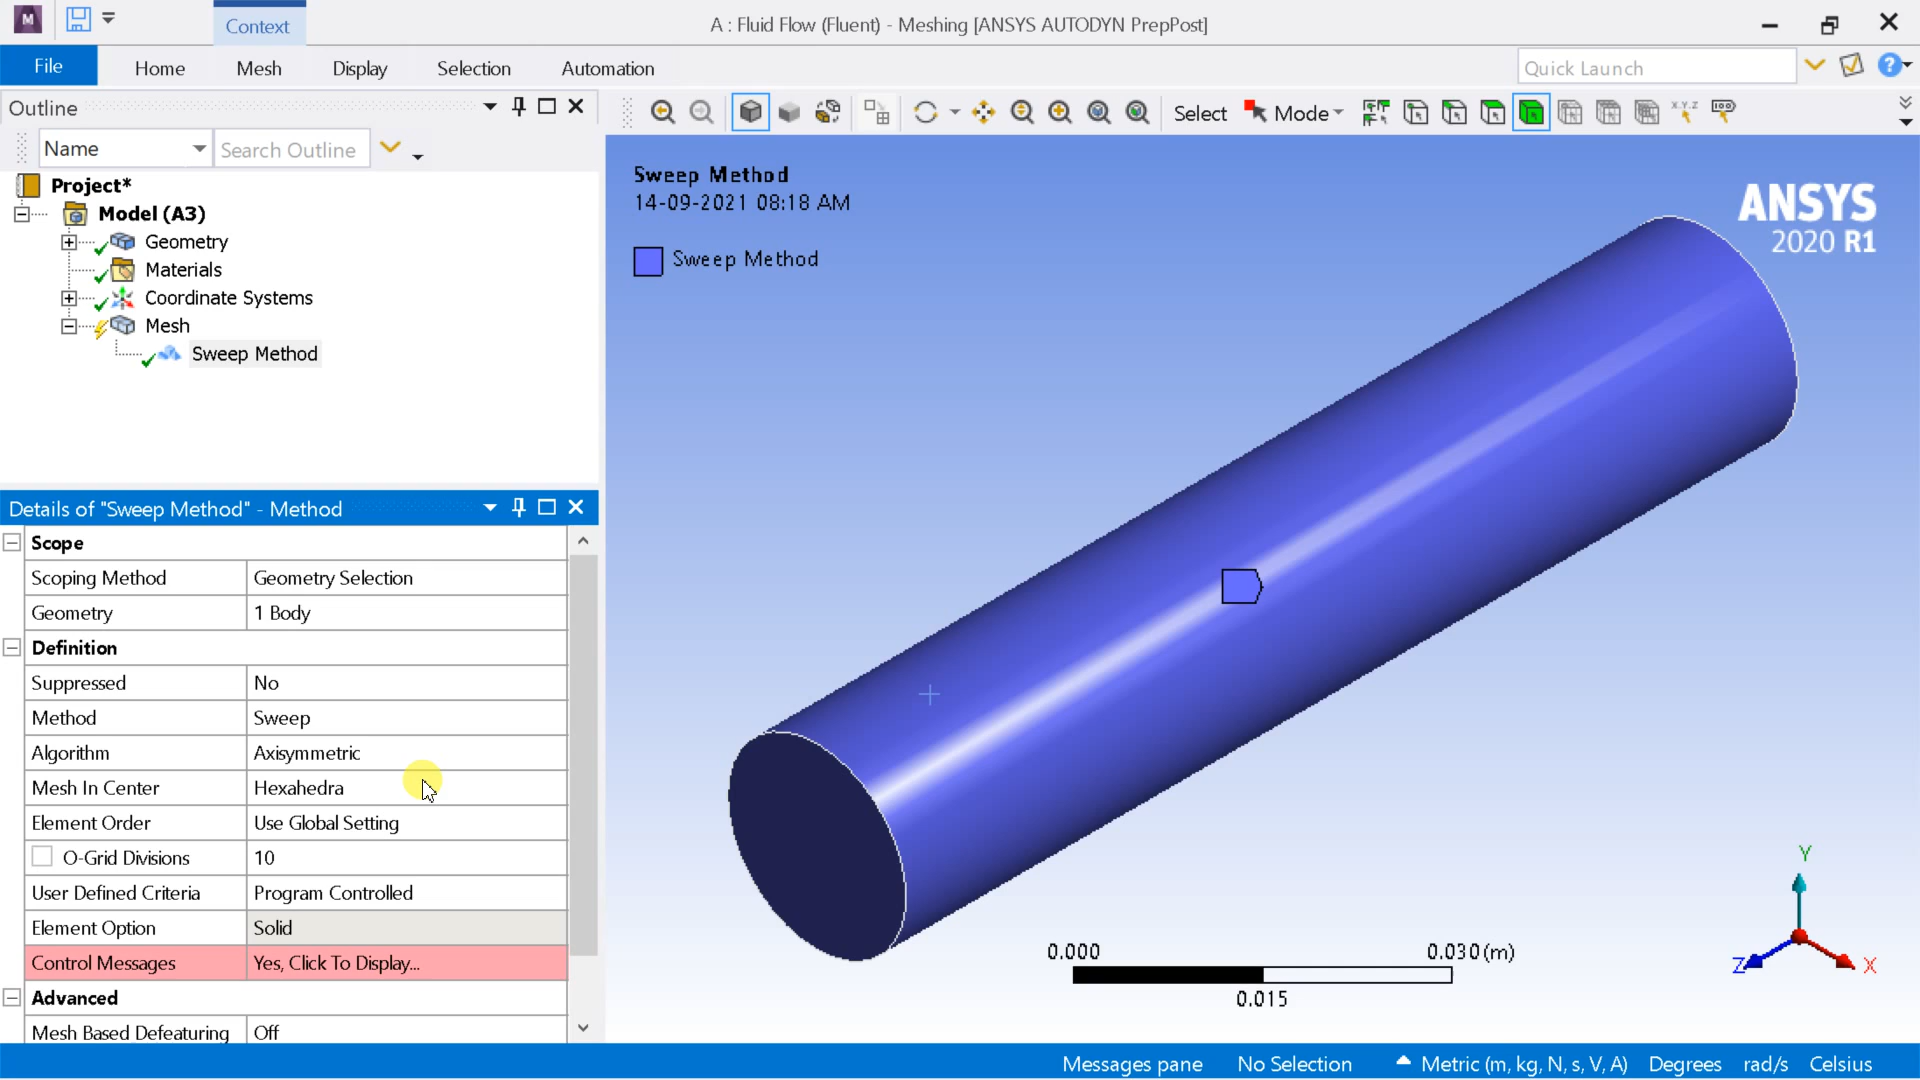 M
Context
A : Fluid Flow (Fluent) - Meshing [ANSYS AUTODYN PrepPost]
File
Home
Mesh
Display
Selection
Automation
Quick Launch
?
Outline
Select
Mode
X,Y,Z
Name
Search Outline
Project*
Model (A3)
Geometry
Materials
Coordinate Systems
Mesh
Sweep Method
Sweep Method
14-09-2021 08:18 AM
Sweep Method
ANSYS
2020 R1
Details of "Sweep Method" - Method
Scope
Scoping Method Geometry Selection
Geometry 1 Body
Definition
Suppressed No
Method Sweep
Algorithm Axisymmetric
Mesh In Center Hexahedra
Element Order Use Global Setting
O-Grid Divisions 10
User Defined Criteria Program Controlled
Element Option Solid
Control Messages Yes, Click To Display...
Advanced
Mesh Based Defeaturing Off
0.000 0.030 (m)
0.015
Y
Z
X
Messages pane No Selection Metric (m, kg, N, s, V, A) Degrees rad/s Celsius